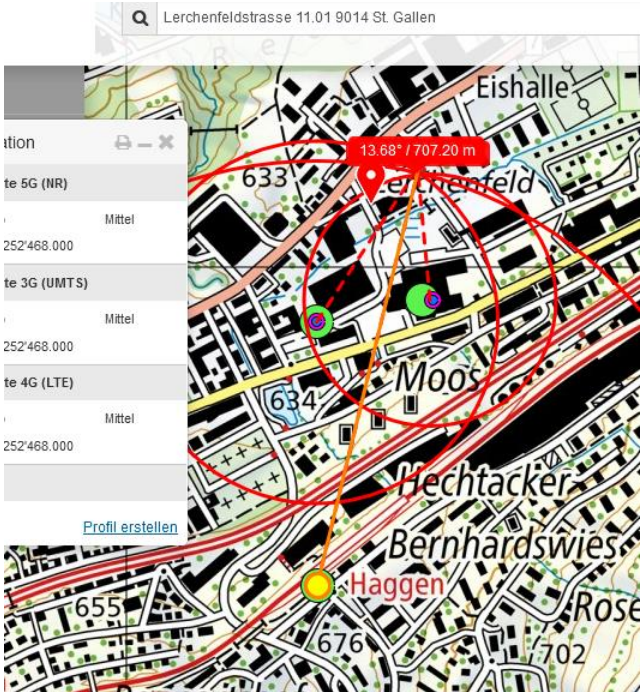 Lerchenfeldstrasse 11.01 9014 St. Gallen
Eishalle
ation
13.68° / 707.20 m
633
Lerchenfeld
te 5G (NR)
Mittel
252'468.000
te 3G (UMTS)
Mittel
252'468.000
Moos
634
te 4G (LTE)
Mittel
252'468.000
Hechtacker
Profil erstellen
Bernhardswies
Haggen
655
Rose
676
702